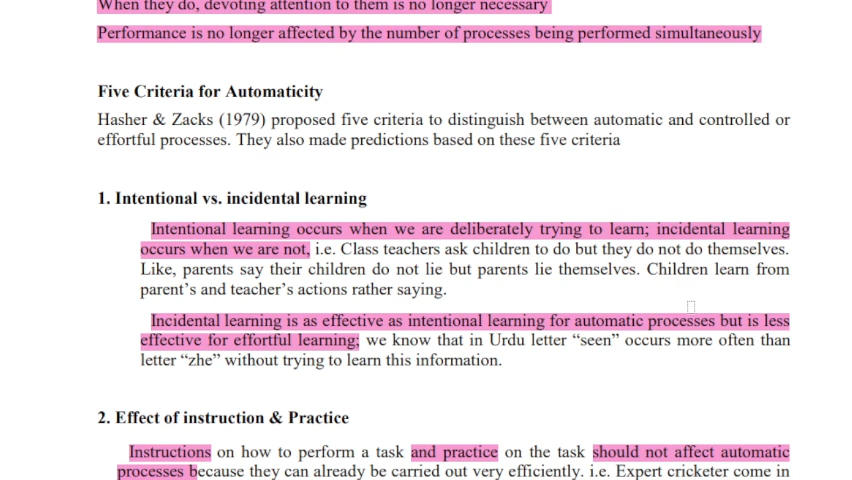 When they do, devoting attention to them is no longer necessary
Performance is no longer affected by the number of processes being performed simultaneously
Five Criteria for Automaticity
Hasher & Zacks (1979) proposed five criteria to distinguish between automatic and controlled or
effortful processes. They also made predictions based on these five criteria
1. Intentional vs. incidental learning
Intentional learning occurs when we are deliberately trying to learn; incidental learning
occurs when we are not, i.e. Class teachers ask children to do but they do not do themselves.
Like, parents say their children do not lie but parents lie themselves. Children learn from
parent's and teacher's actions rather saying.
Incidental learning is as effective as intentional learning for automatic processes but is less
effective for effortful learning; we know that in Urdu letter “seen” occurs more often than
letter “zhe” without trying to learn this information.
2. Effect of instruction & Practice
Instructions on how to perform a task and practice on the task should not affect automatic
processes because they can already be carried out very efficiently. i.e. Expert cricketer come in